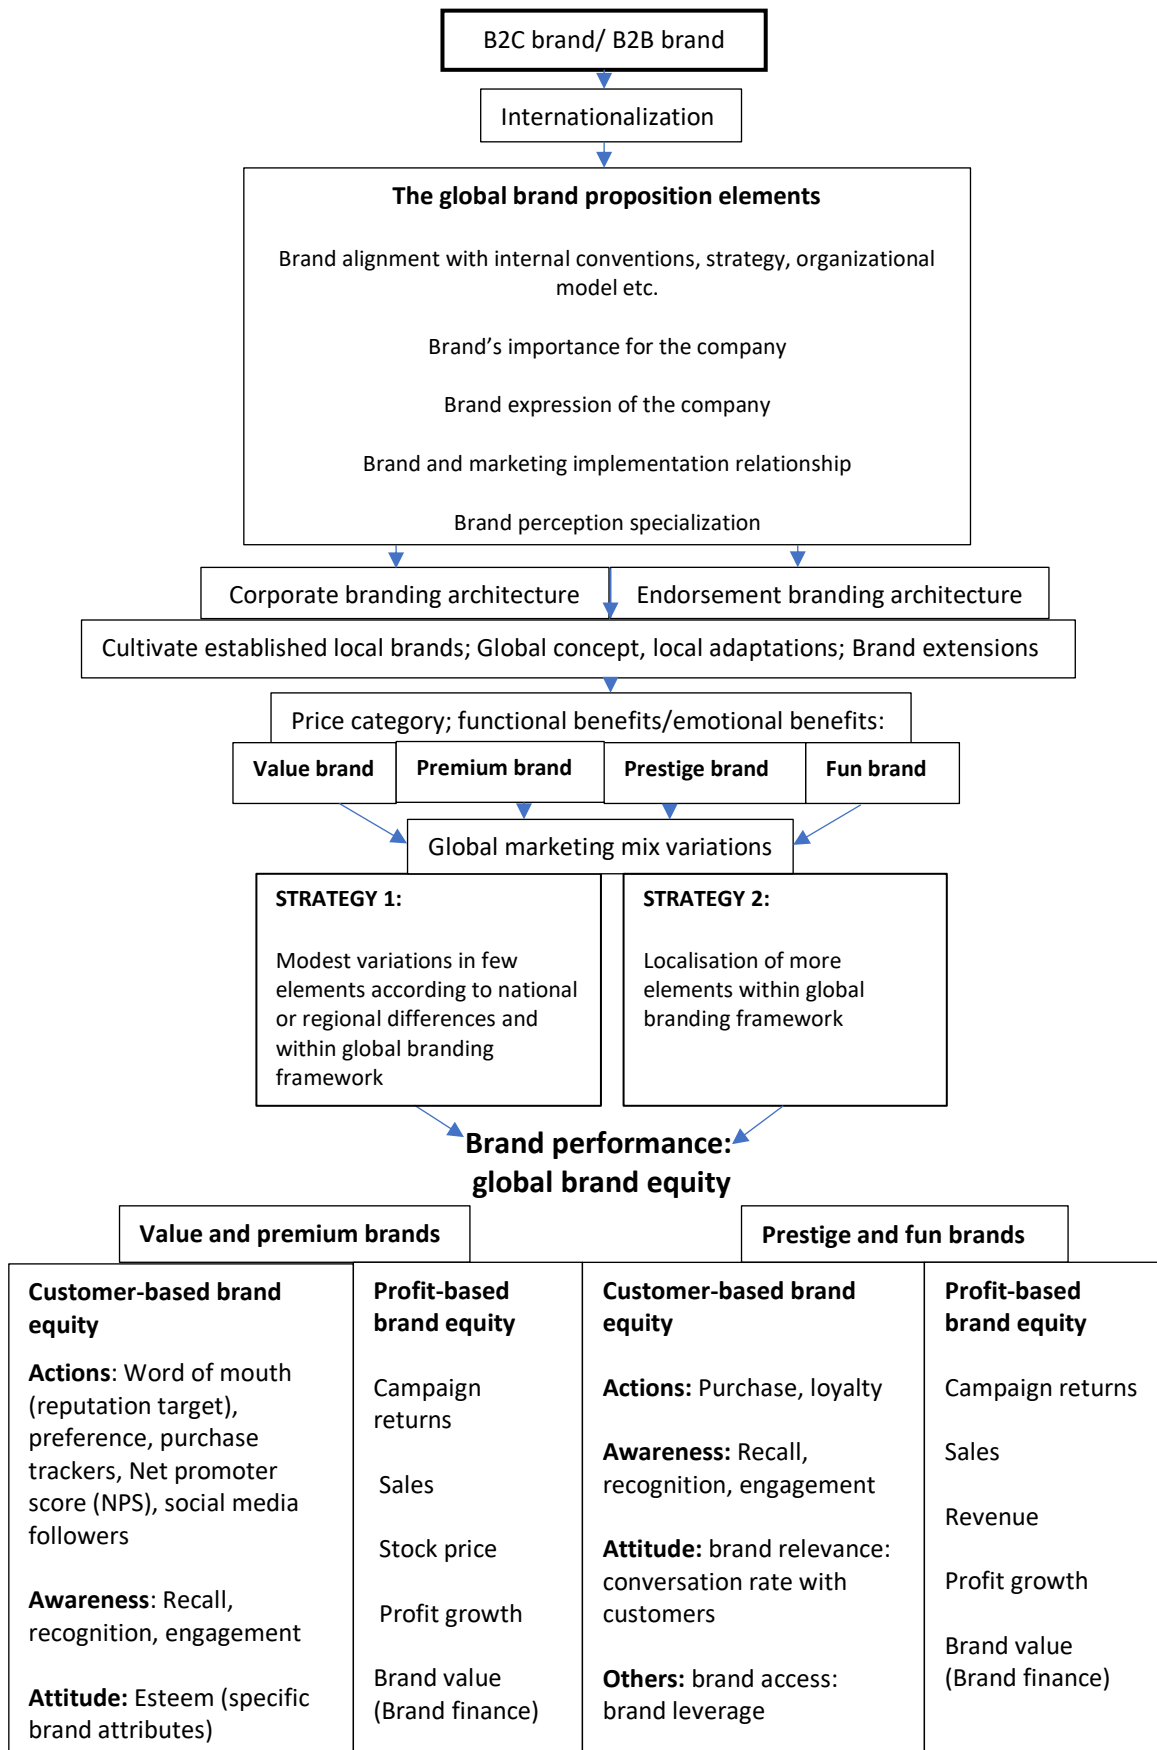 B2C brand/ B2B brand
Internationalization
The global brand proposition elements
Brand alignment with internal conventions, strategy, organizational
model etc.
Brand’s importance for the company
Brand expression of the company
Brand and marketing implementation relationship
Brand perception specialization
Corporate branding architecture
Endorsement branding architecture
Cultivate established local brands; Global concept, local adaptations; Brand extensions
Price category; functional benefits/emotional benefits:
Value brand
Premium brand
Prestige brand
Fun brand
Global marketing mix variations
STRATEGY 1:
Modest variations in few
elements according to national
or regional differences and
within global branding
framework
STRATEGY 2:
Localisation of more
elements within global
branding framework
Brand performance:
global brand equity
Value and premium brands
Customer-based brand
equity
Actions: Word of mouth
(reputation target),
preference, purchase
trackers, Net promoter
score (NPS), social media
followers
Awareness: Recall,
recognition, engagement
Attitude: Esteem (specific
brand attributes)
Profit-based
brand equity
Campaign
returns
Sales
Stock price
Profit growth
Brand value
(Brand finance)
Prestige and fun brands
Customer-based brand
equity
Actions: Purchase, loyalty
Awareness: Recall,
recognition, engagement
Attitude: brand relevance:
conversation rate with
customers
Others: brand access:
brand leverage
Profit-based
brand equity
Campaign returns
Sales
Revenue
Profit growth
Brand value
(Brand finance)